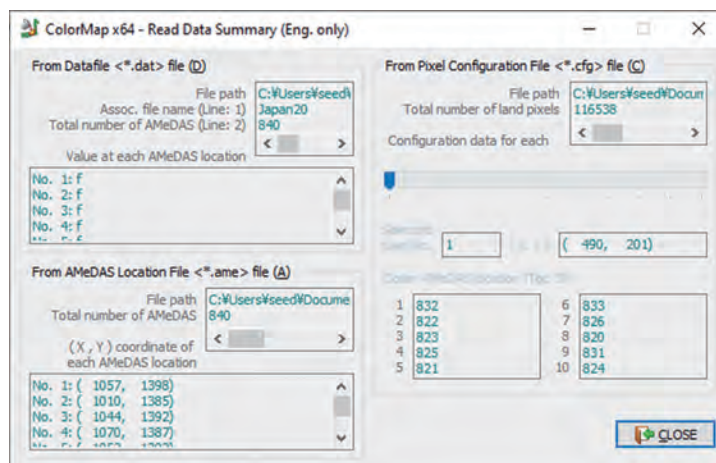 ColorMap x64 - Read Data Summary (Eng. only)
From Datafile <*.dat> file (D)
File path C:¥Users¥seed¥
Assoc. file name (Line: 1) Japan20
Total number of AMeDAS (Line: 2) 840
Value at each AMeDAS location
No. 1: f
No. 2: f
No. 3: f
No. 4: f
From AMeDAS Location File <*.ame> file (A)
File path C:¥Users¥seed¥Docume
Total number of AMeDAS 840
(X , Y) coordinate of
each AMeDAS location
No. 1: ( 1057, 1398)
No. 2: ( 1010, 1385)
No. 3: ( 1044, 1392)
No. 4: ( 1070, 1387)
From Pixel Configuration File <*.cfg> file (C)
File path C:¥Users¥seed¥Docum
Total number of land pixels 116538
Configuration data for each
1 ( 490, 201)
1 832 6 833
2 822 7 826
3 823 8 820
4 825 9 831
5 821 10 824
CLOSE